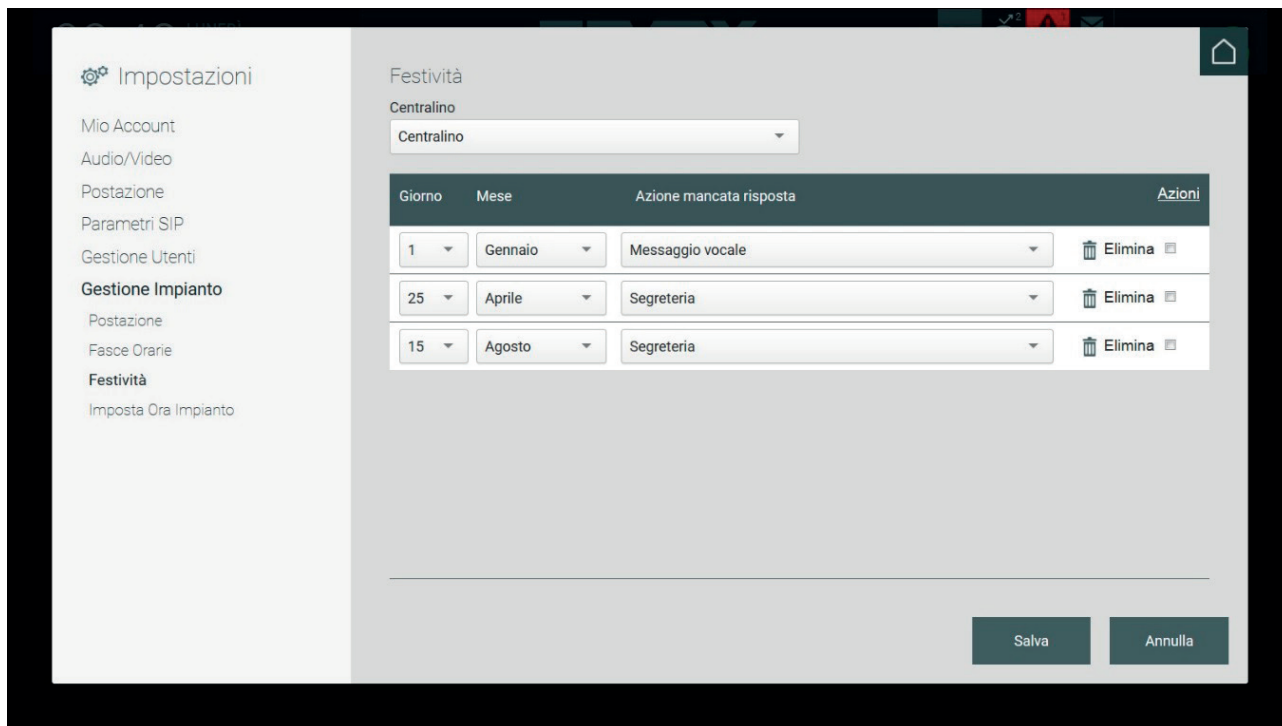 Impostazioni
Mio Account
Audio/Video
Postazione
Parametri SIP
Gestione Utenti
Gestione Impianto
Postazione
Fasce Orarie
Festività
Imposta Ora Impianto
Festività
Centralino
Centralino
Giorno Mese Azione mancata risposta Azioni
1 Gennaio Messaggio vocale Elimina
25 Aprile Segreteria Elimina
15 Agosto Segreteria Elimina
Salva Annulla